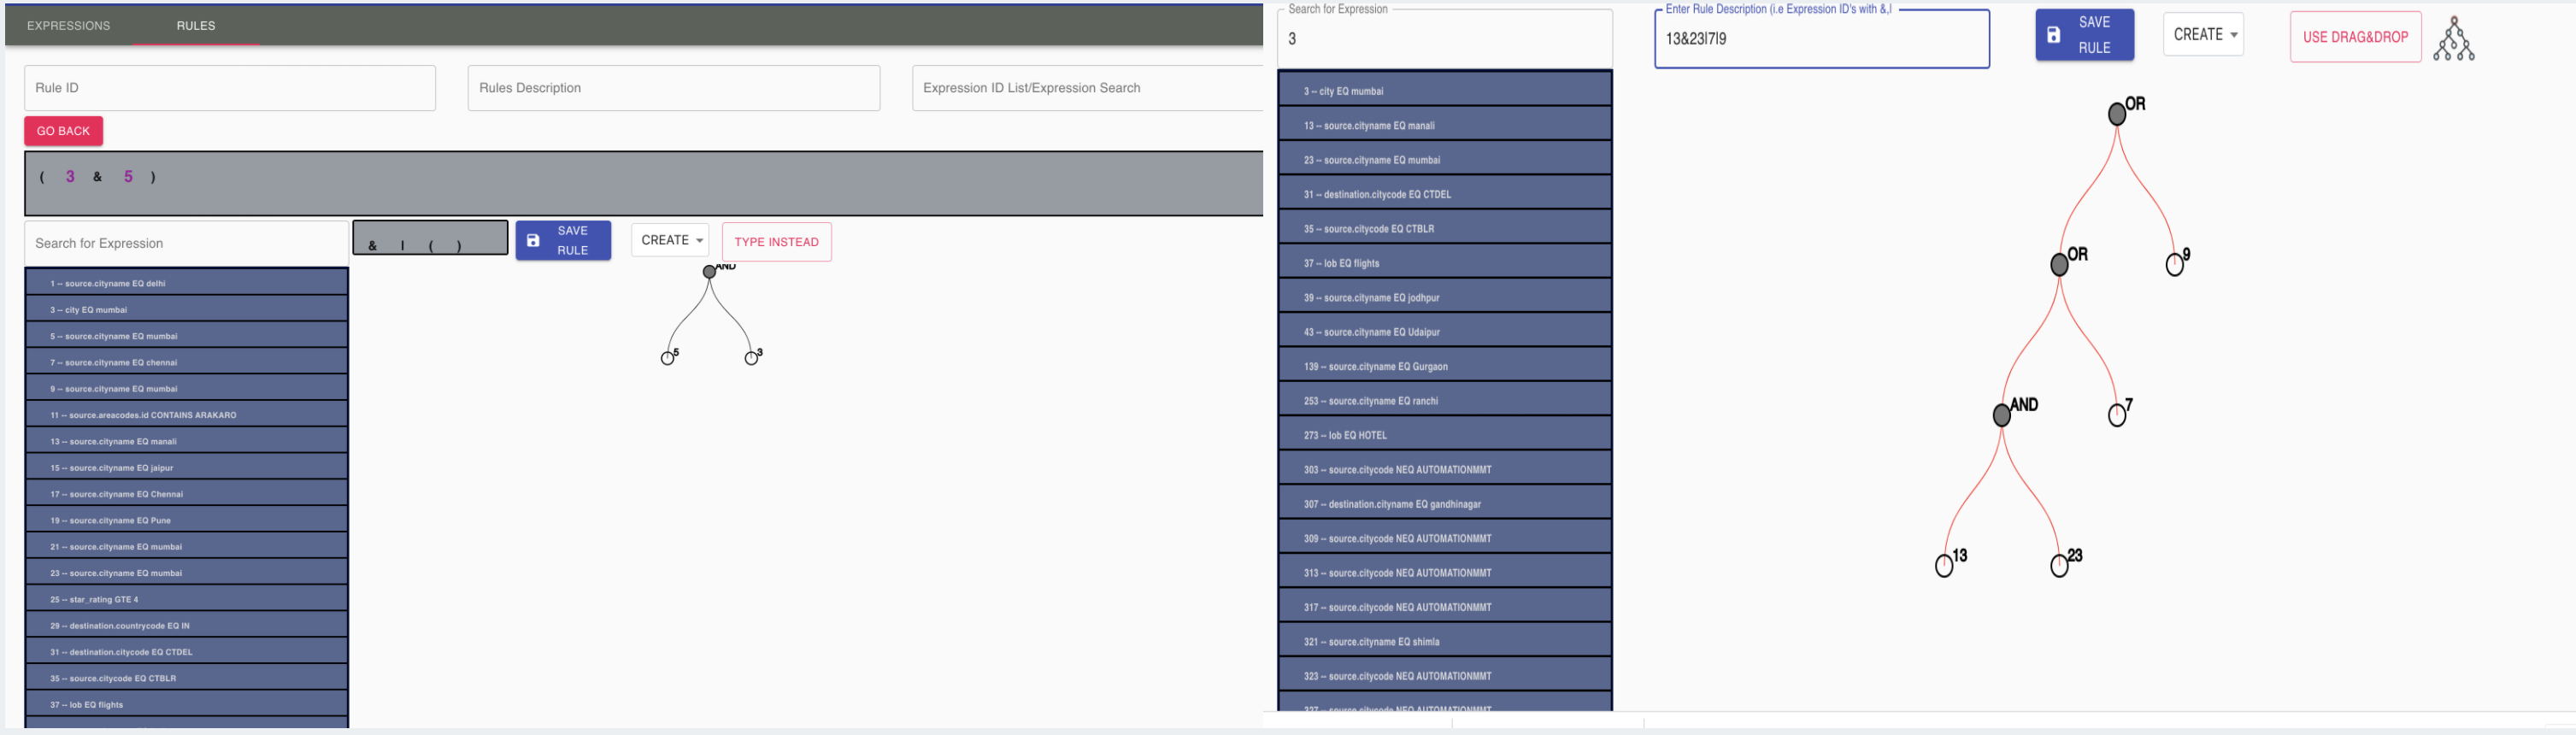 EXPRESSIONS RULES
Rule ID
Rules Description
Expression ID List/Expression Search
GO BACK
( 3 & 5 )
Search for Expression
& | ( )
SAVE RULE
CREATE
TYPE INSTEAD
1 -- source.cityname EQ delhi
3 -- city EQ mumbai
5 -- source.cityname EQ mumbai
7 -- source.cityname EQ chennai
9 -- source.cityname EQ mumbai
11 -- source.areacodes.id CONTAINS ARAKARO
13 -- source.cityname EQ manali
15 -- source.cityname EQ jaipur
17 -- source.cityname EQ Chennai
19 -- source.cityname EQ Pune
21 -- source.cityname EQ mumbai
23 -- source.cityname EQ mumbai
25 -- star_rating GTE 4
29 -- destination.countrycode EQ IN
31 -- destination.citycode EQ CTDEL
35 -- source.citycode EQ CTBLR
37 -- lob EQ flights
AND
5
3
Search for Expression
3
Enter Rule Description (i.e Expression ID's with &,|
13&23|7|9
SAVE RULE
CREATE
USE DRAG&DROP
3 -- city EQ mumbai
13 -- source.cityname EQ manali
23 -- source.cityname EQ mumbai
31 -- destination.citycode EQ CTDEL
35 -- source.citycode EQ CTBLR
37 -- lob EQ flights
39 -- source.cityname EQ jodhpur
43 -- source.cityname EQ Udaipur
139 -- source.cityname EQ Gurgaon
253 -- source.cityname EQ ranchi
273 -- lob EQ HOTEL
303 -- source.citycode NEQ AUTOMATIONMMT
307 -- destination.cityname EQ gandhinagar
309 -- source.citycode NEQ AUTOMATIONMMT
313 -- source.citycode NEQ AUTOMATIONMMT
317 -- source.citycode NEQ AUTOMATIONMMT
321 -- source.cityname EQ shimla
323 -- source.citycode NEQ AUTOMATIONMMT
327 -- source.citycode NEQ AUTOMATIONMMT
OR
OR
9
AND
7
13
23